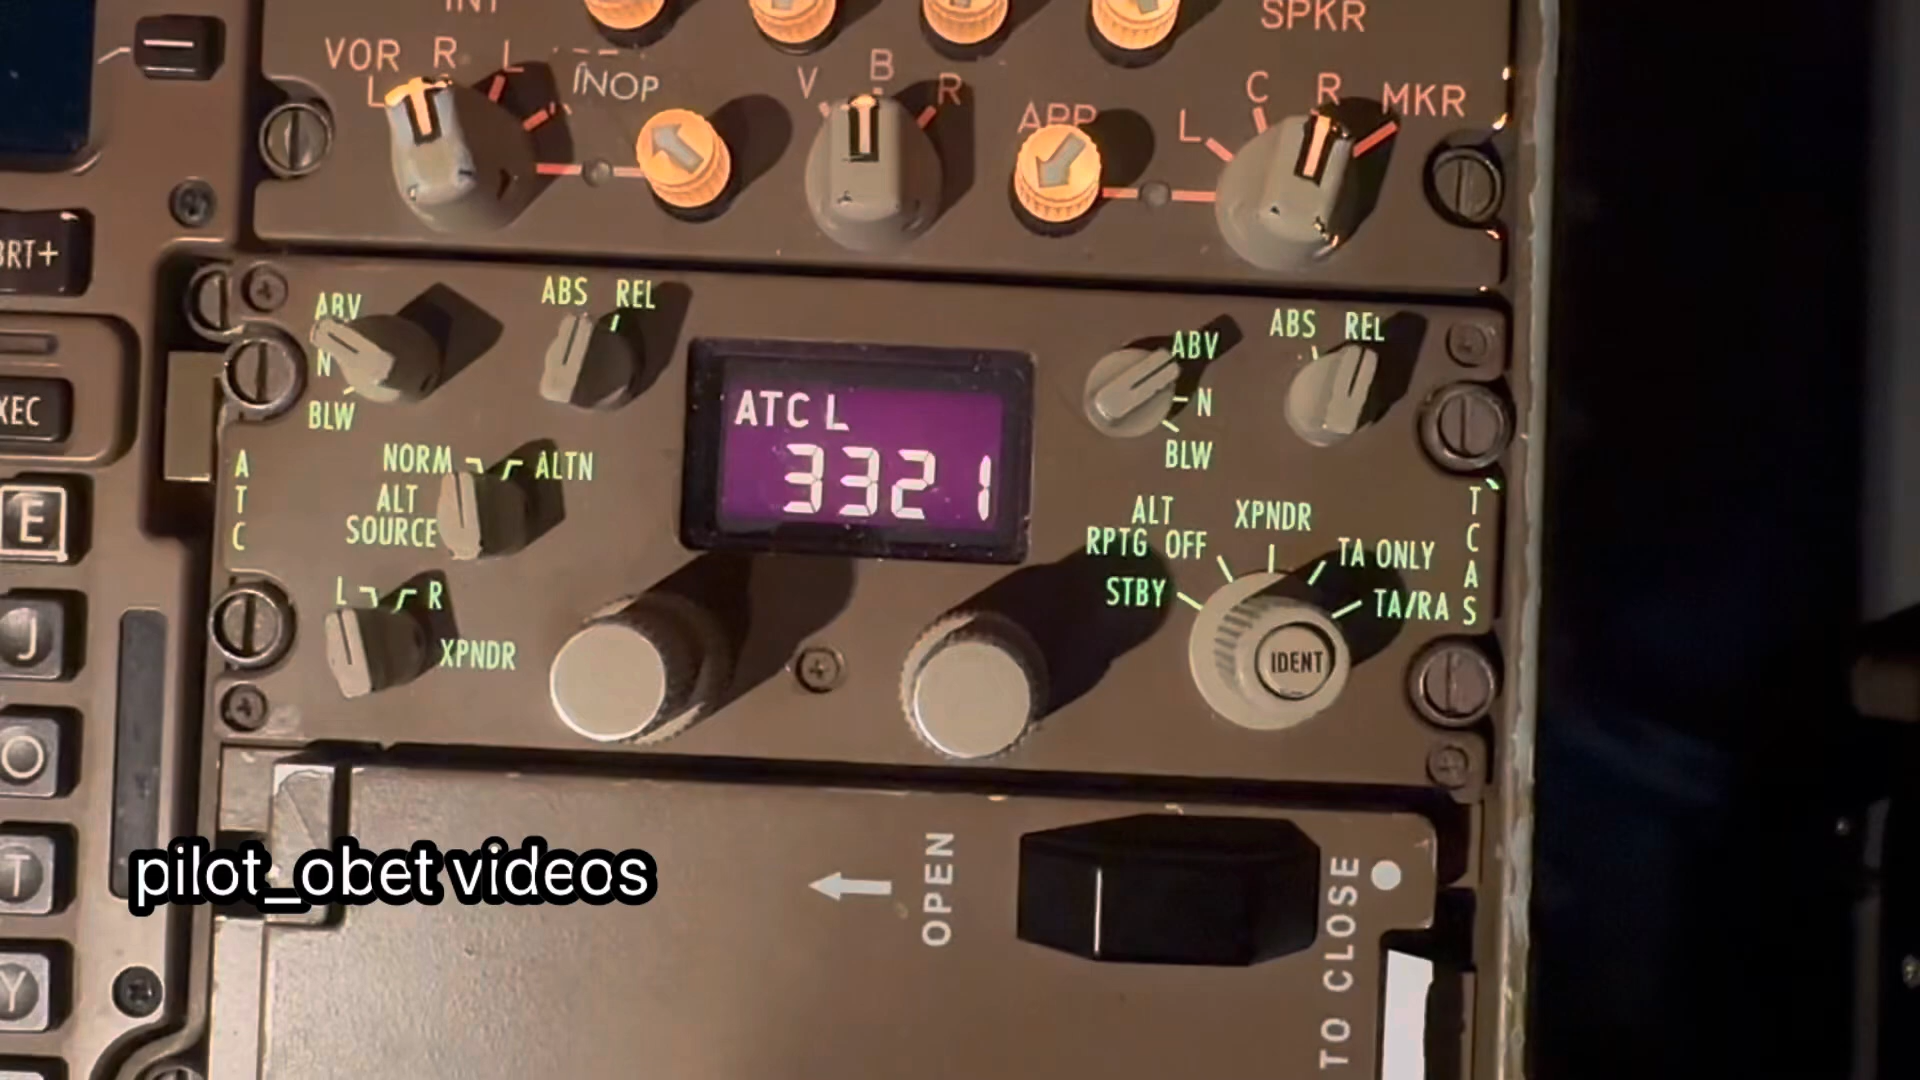 INT
SPKR
VOR
R
L
L
INOP
V
B
R
APP
L
C
R
MKR
BRT+
ABV
N
BLW
ABS REL
ATC L
3321
ABV
N
BLW
ABS REL
EXEC
ATC
NORM
ALTN
ALT
SOURCE
L
R
XPNDR
ALT
RPTG OFF
STBY
XPNDR
TA ONLY
TA/RA
TCAS
IDENT
E
J
O
T
Y
pilot_obet videos
OPEN
TO CLOSE